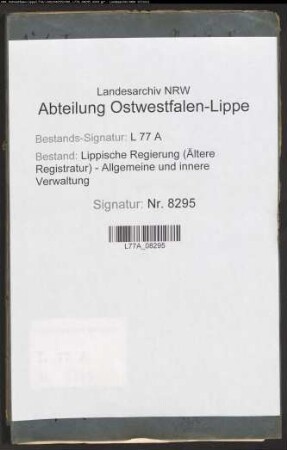 Landesarchiv NRW
Abteilung Ostwestfalen-Lippe
Bestands-Signatur: L 77 A
Bestand: Lippische Regierung (Ältere
Registratur) - Allgemeine und innere
Verwaltung
Signatur: Nr. 8295
L77A_08295